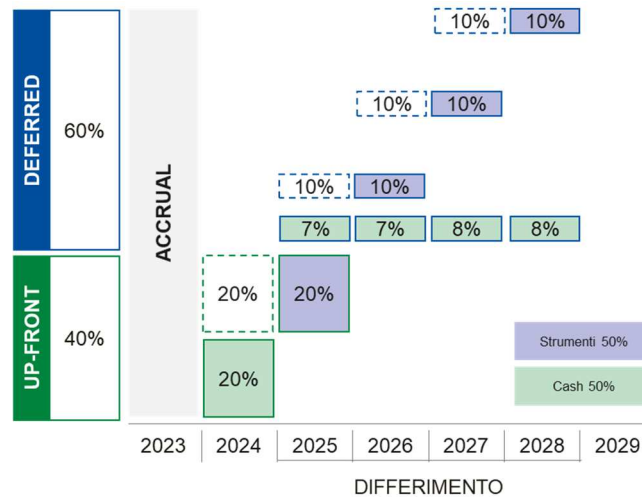 10% 10%
DEFERRED
60%
10% 10%
10% 10%
7% 7% 8% 8%
ACCRUAL
UP-FRONT
40%
20% 20%
20%
Strumenti 50%
Cash 50%
2023 2024 2025 2026 2027 2028 2029
DIFFERIMENTO